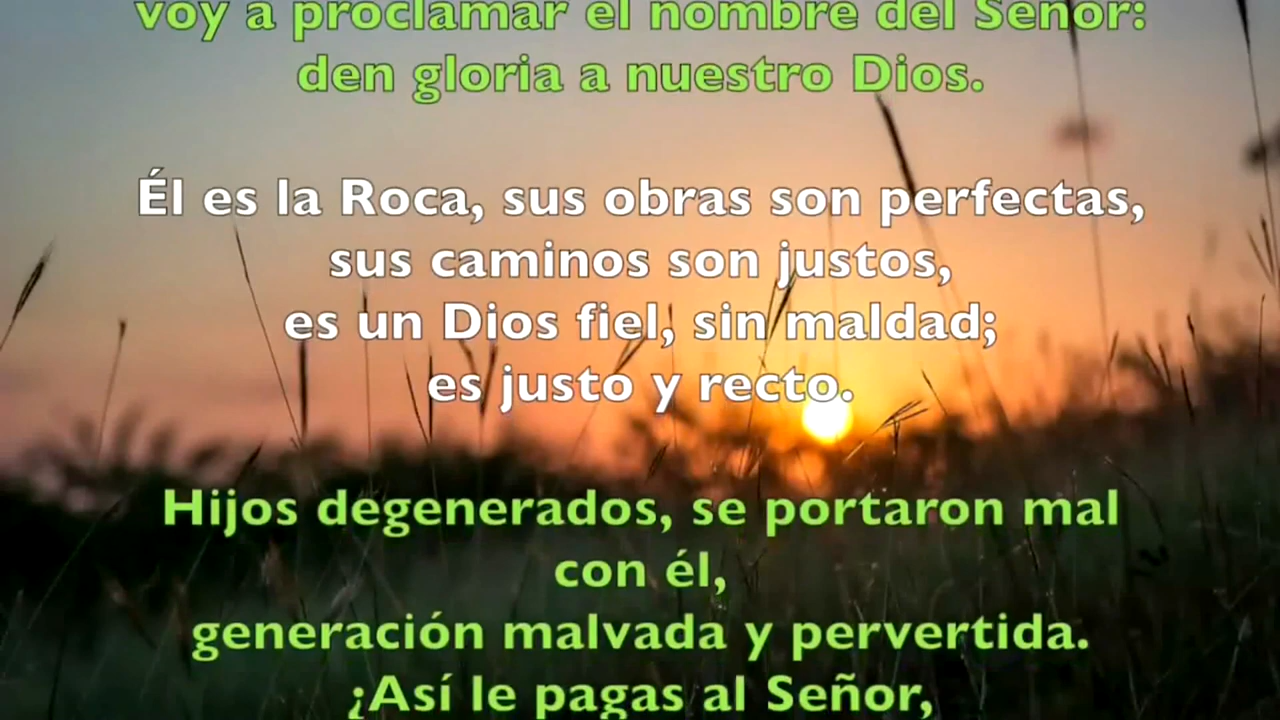 voy a proclamar el nombre del Señor:
den gloria a nuestro Dios.
Él es la Roca, sus obras son perfectas,
sus caminos son justos,
es un Dios fiel, sin maldad;
es justo y recto.
Hijos degenerados, se portaron mal
con él,
generación malvada y pervertida.
¿Así le pagas al Señor,